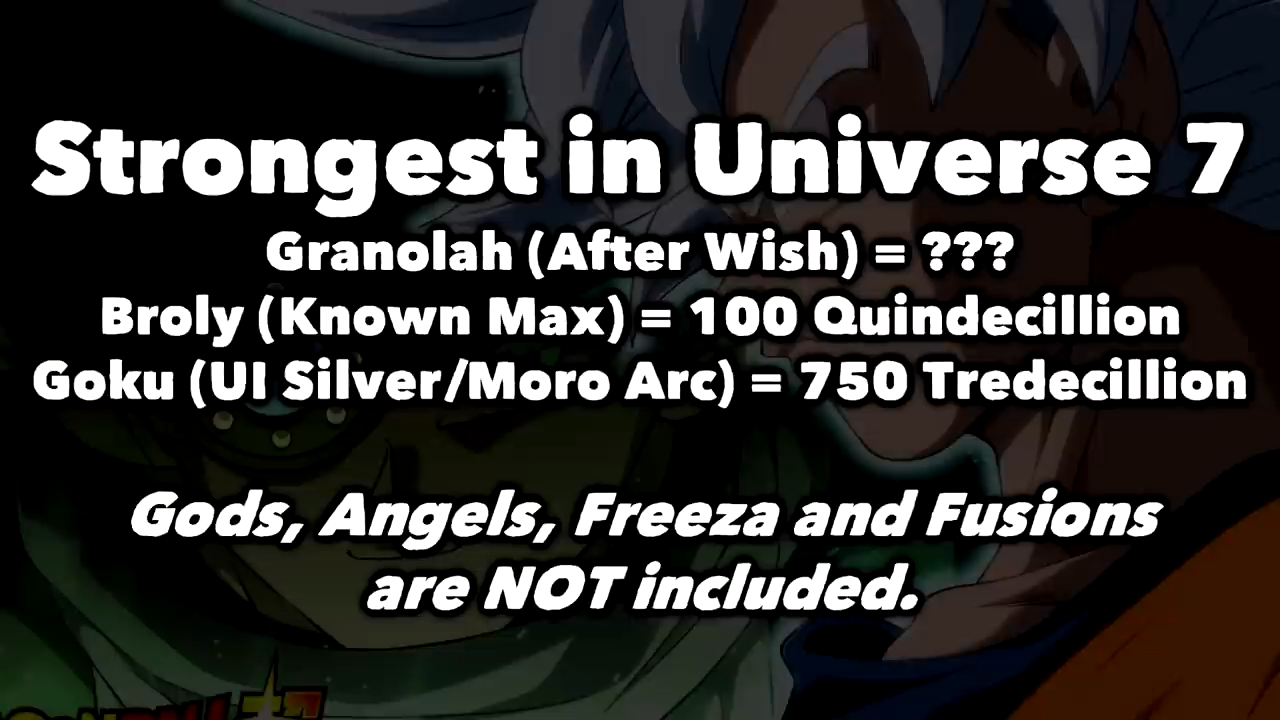 Strongest in Universe 7
Granolah (After Wish) = ???
Broly (Known Max) = 100 Quindecillion
Goku (UI Silver/Moro Arc) = 750 Tredecillion
Gods, Angels, Freeza and Fusions
are NOT included.